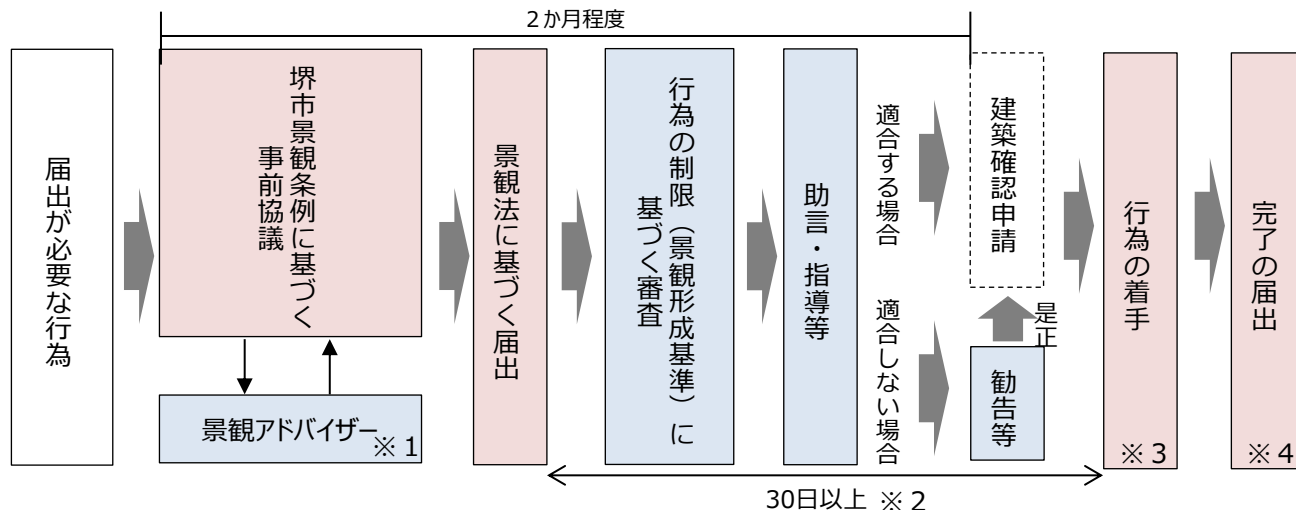 ２か月程度
届出が必要な行為
堺市景観条例に基づく
事前協議
景観アドバイザー
※１
景観法に基づく届出
行為の制限（景観形成基準）に
基づく審査
助言・指導等
適合する場合
適合しない場合
建築確認申請
是正
勧告等
行為の着手
※３
完了の届出
※４
30日以上 ※２